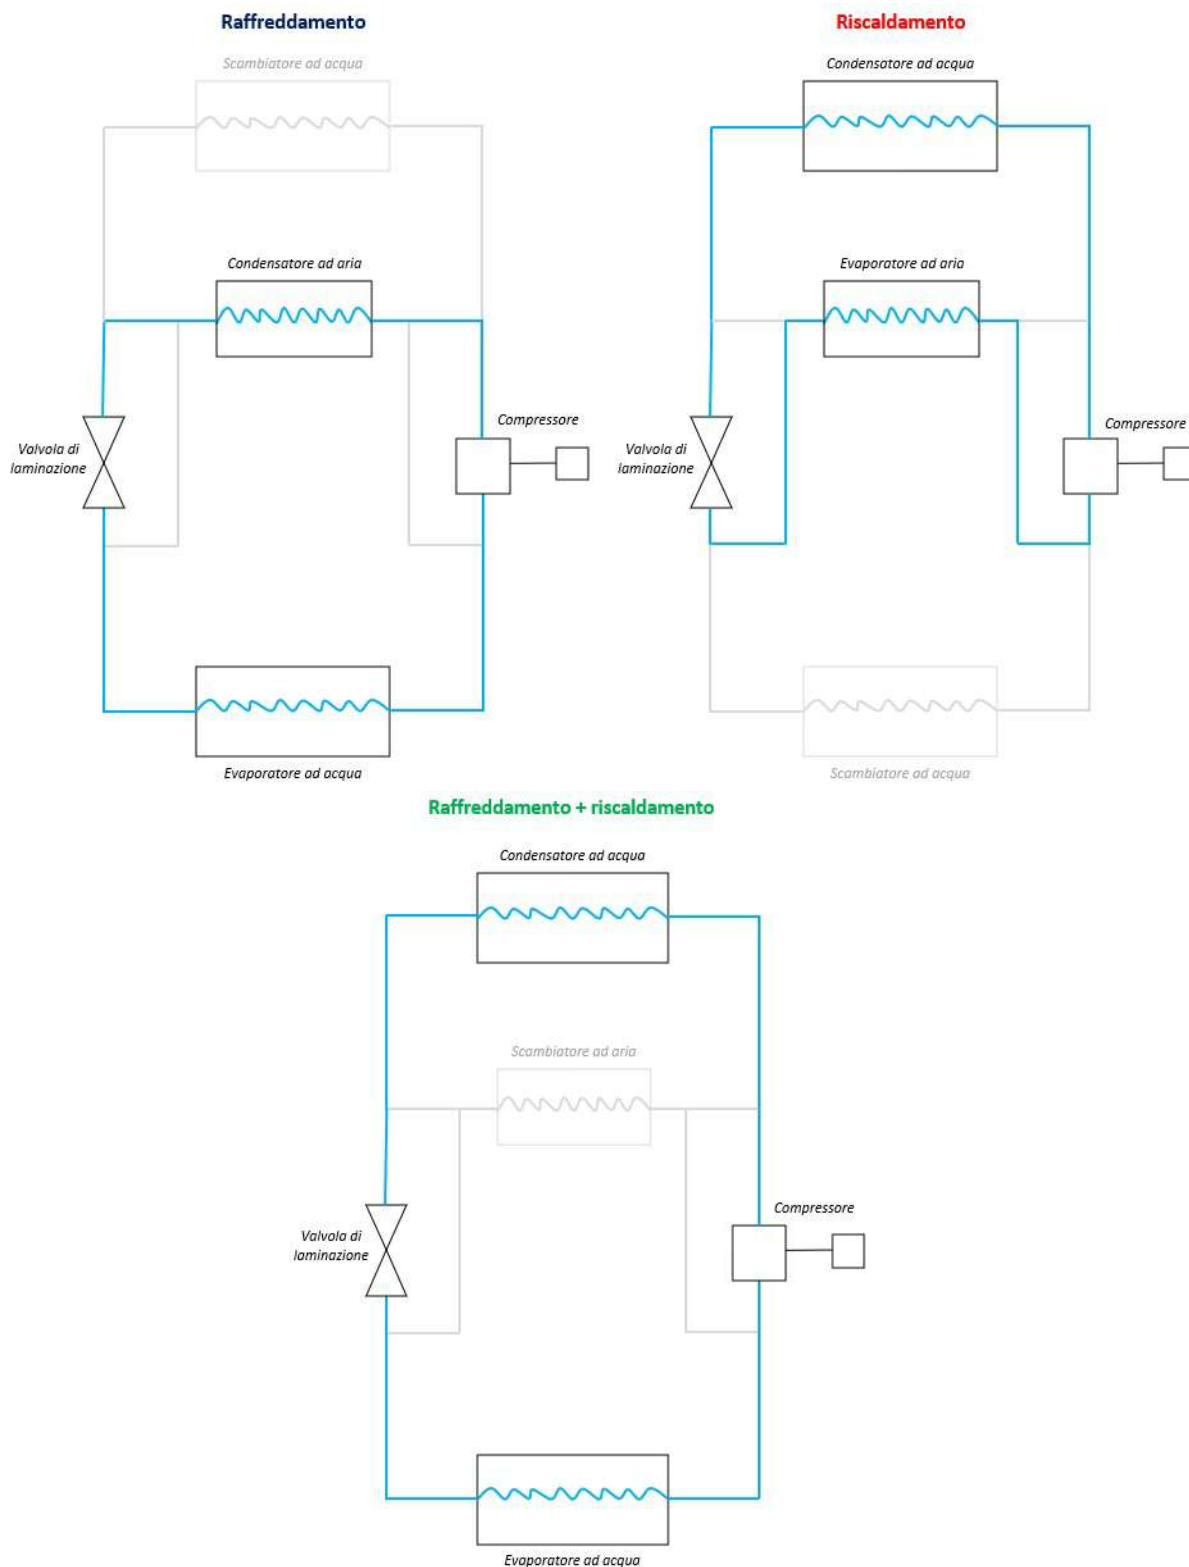 Raffreddamento
Scambiatore ad acqua
Condensatore ad aria
Compressore
Valvola di
laminazione
Evaporatore ad acqua
Riscaldamento
Condensatore ad acqua
Evaporatore ad aria
Compressore
Valvola di
laminazione
Scambiatore ad acqua
Raffreddamento + riscaldamento
Condensatore ad acqua
Scambiatore ad aria
Compressore
Valvola di
laminazione
Evaporatore ad acqua